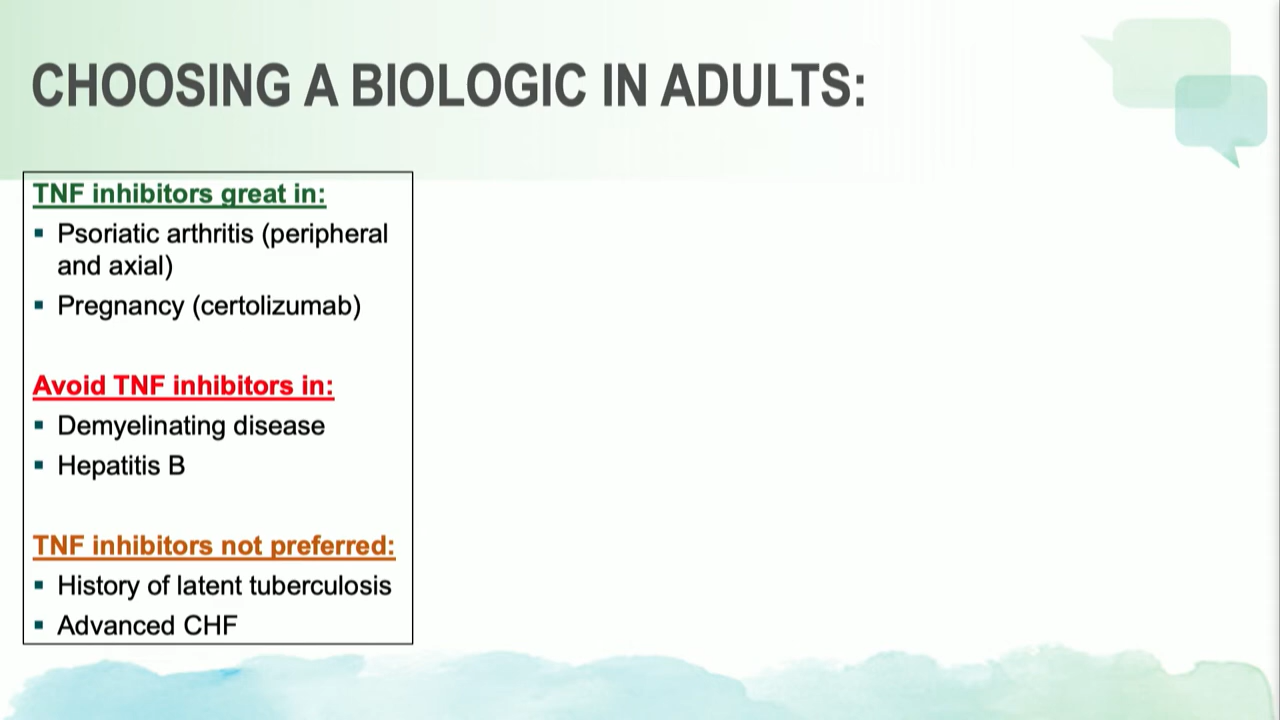 CHOOSING A BIOLOGIC IN ADULTS:
TNF inhibitors great in:
▪ Psoriatic arthritis (peripheral
and axial)
▪ Pregnancy (certolizumab)
Avoid TNF inhibitors in:
▪ Demyelinating disease
▪ Hepatitis B
TNF inhibitors not preferred:
▪ History of latent tuberculosis
▪ Advanced CHF